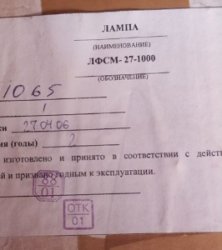 ЛАМПА
(НАИМЕНОВАНИЕ)
ЛФСМ- 27-1000
(ОБОЗНАЧЕНИЕ)
1065
1
27.04.06
(годы) 2
изготовлено и принято в соответствии с дейст
й и признано годным к эксплуатации.
01
ОТК
01